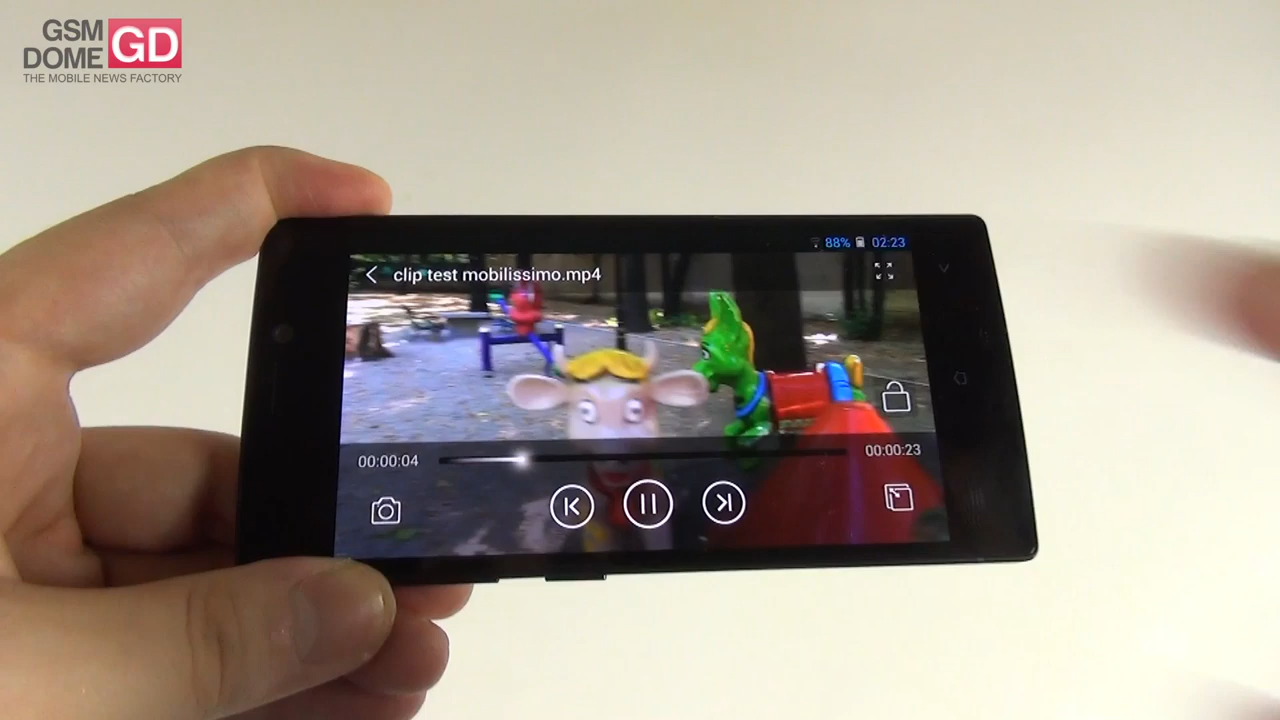 GSM
DOME GD
THE MOBILE NEWS FACTORY
88% 02:23
clip test mobilissimo.mp4
00:00:04
00:00:23